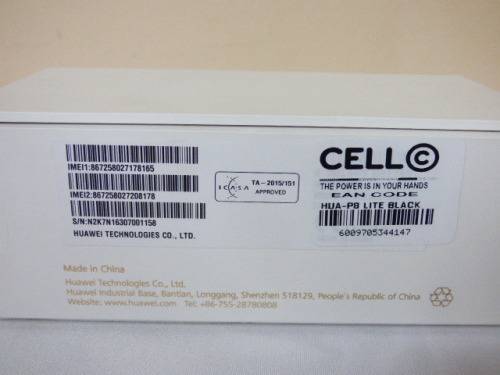 IMEI1:867258027178165
IMEI2:867258027208178
S/N:N2K7N16307001158
HUAWEI TECHNOLOGIES CO., LTD.
ICASA
TA-2015/151
APPROVED
CELL C
THE POWER IS IN YOUR HANDS
EAN CODE
HUA-P8 LITE BLACK
6009705344147
Made in China
Huawei Technologies Co., Ltd.
Huawei Industrial Base, Bantian, Longgang, Shenzhen 518129, People's Republic of China
Website: www.huawei.com Tel: +86-755-28780808